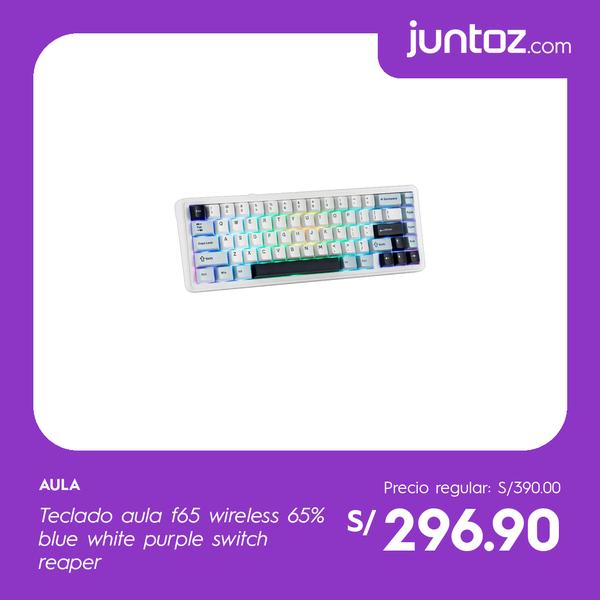 juntoz.com
AULA
Teclado aula f65 wireless 65%
blue white purple switch
reaper
Precio regular: S/390.00
S/ 296.90